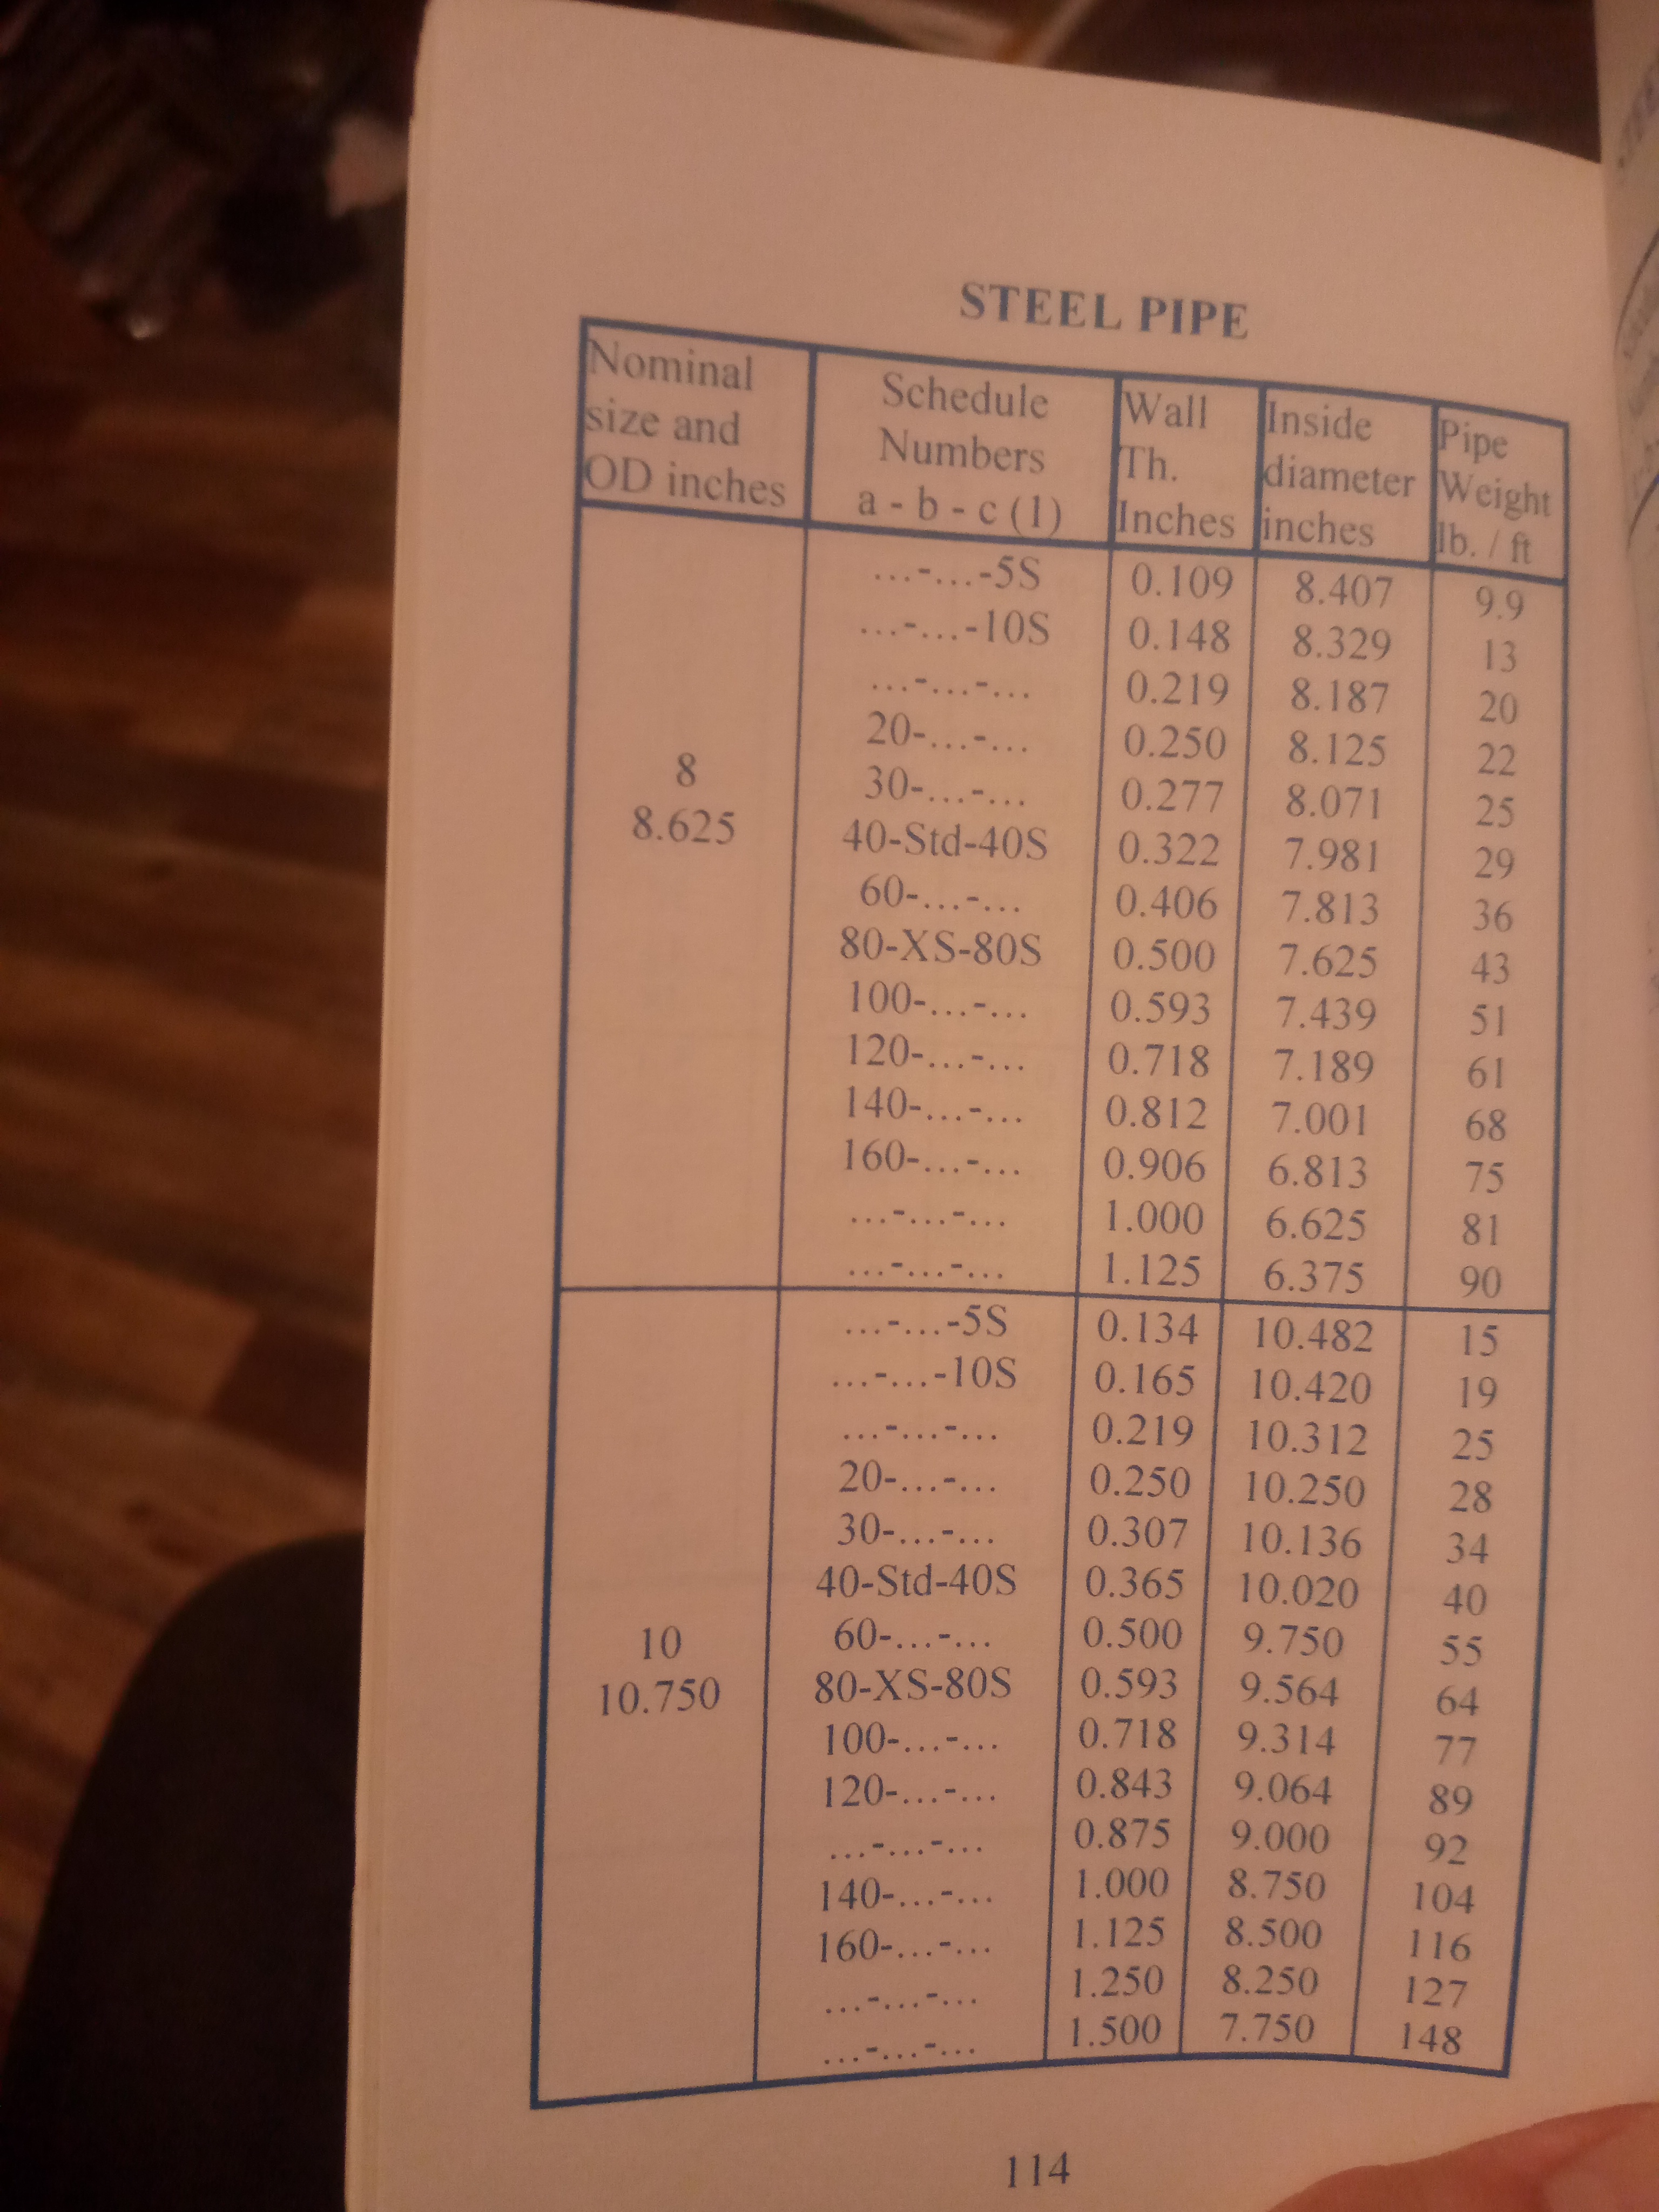 STEEL PIPE
Nominal size and OD inches | Schedule Numbers a - b - c (1) | Wall Th. Inches | Inside diameter inches | Pipe Weight lb. / ft
8
8.625
...-...-5S 0.109 8.407 9.9
...-...-10S 0.148 8.329 13
...-...-... 0.219 8.187 20
20-...-... 0.250 8.125 22
30-...-... 0.277 8.071 25
40-Std-40S 0.322 7.981 29
60-...-... 0.406 7.813 36
80-XS-80S 0.500 7.625 43
100-...-... 0.593 7.439 51
120-...-... 0.718 7.189 61
140-...-... 0.812 7.001 68
160-...-... 0.906 6.813 75
...-...-... 1.000 6.625 81
...-...-... 1.125 6.375 90
10
10.750
...-...-5S 0.134 10.482 15
...-...-10S 0.165 10.420 19
...-...-... 0.219 10.312 25
20-...-... 0.250 10.250 28
30-...-... 0.307 10.136 34
40-Std-40S 0.365 10.020 40
60-...-... 0.500 9.750 55
80-XS-80S 0.593 9.564 64
100-...-... 0.718 9.314 77
120-...-... 0.843 9.064 89
...-...-... 0.875 9.000 92
140-...-... 1.000 8.750 104
160-...-... 1.125 8.500 116
...-...-... 1.250 8.250 127
...-...-... 1.500 7.750 148
114